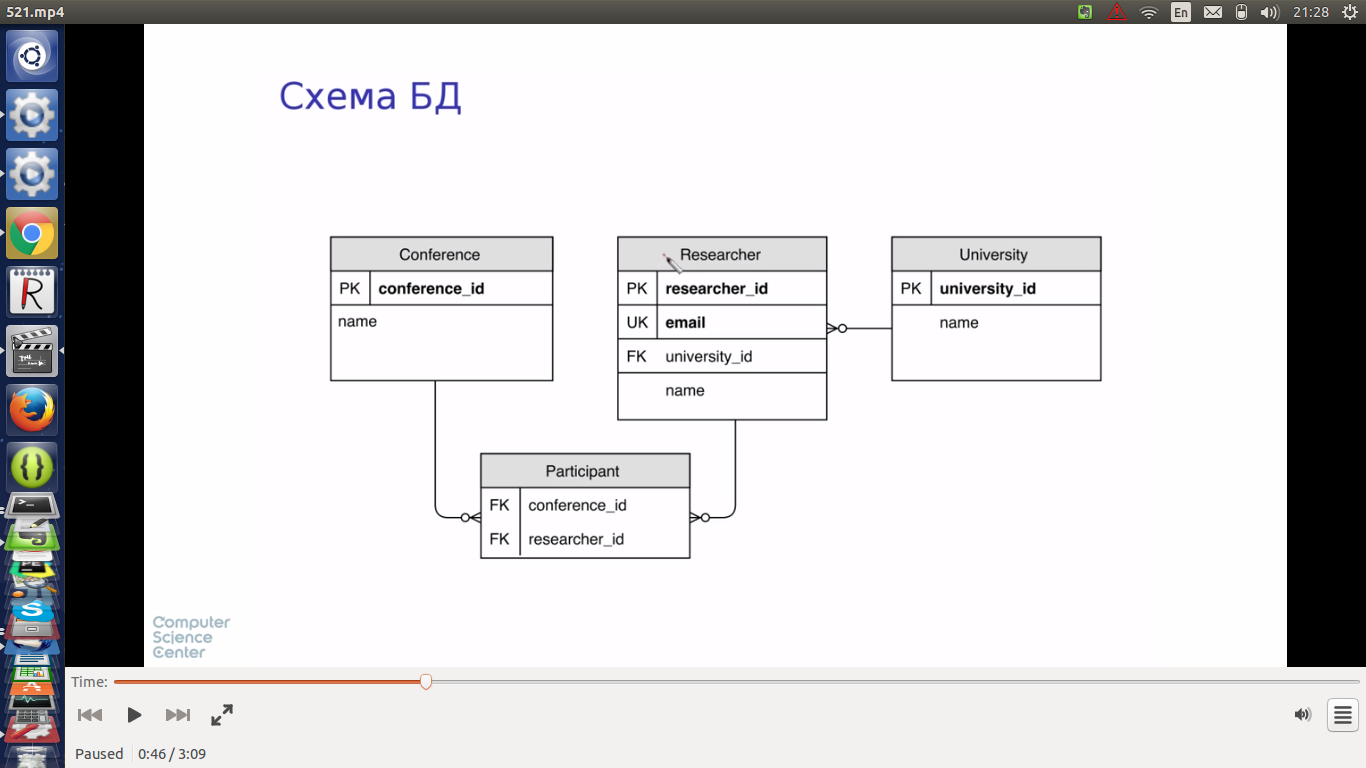 521.mp4
En
21:28
Схема БД
Conference
PK conference_id
name
Researcher
PK researcher_id
UK email
FK university_id
name
University
PK university_id
name
Participant
FK conference_id
FK researcher_id
Computer
Science
Center
Time:
Paused 0:46 / 3:09